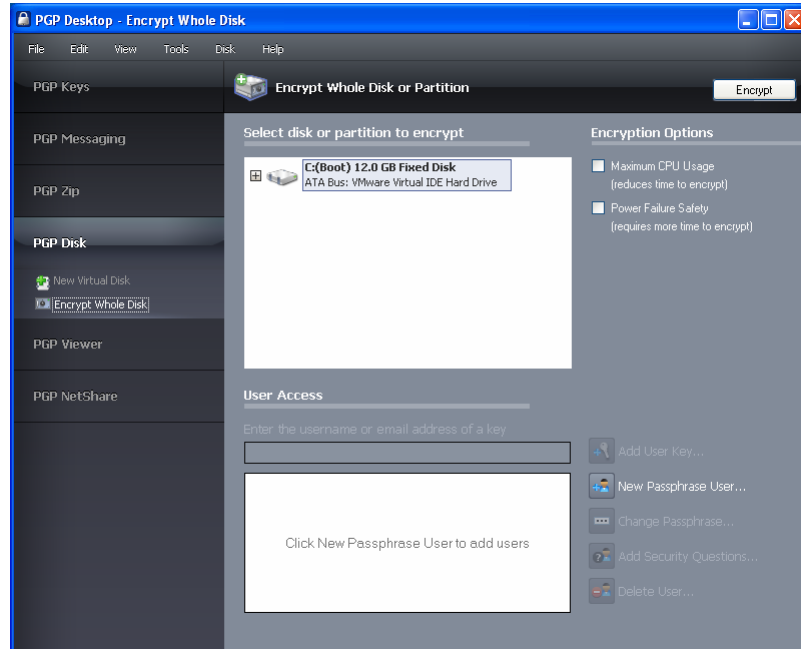 PGP Desktop - Encrypt Whole Disk
File Edit View Tools Disk Help
PGP Keys
PGP Messaging
PGP Zip
PGP Disk
New Virtual Disk
Encrypt Whole Disk
PGP Viewer
PGP NetShare
Encrypt Whole Disk or Partition
Encrypt
Select disk or partition to encrypt
C:(Boot) 12.0 GB Fixed Disk
ATA Bus: VMware Virtual IDE Hard Drive
Encryption Options
Maximum CPU Usage
(reduces time to encrypt)
Power Failure Safety
(requires more time to encrypt)
User Access
Enter the username or email address of a key
Click New Passphrase User to add users
Add User Key...
New Passphrase User...
Change Passphrase...
Add Security Questions...
Delete User...